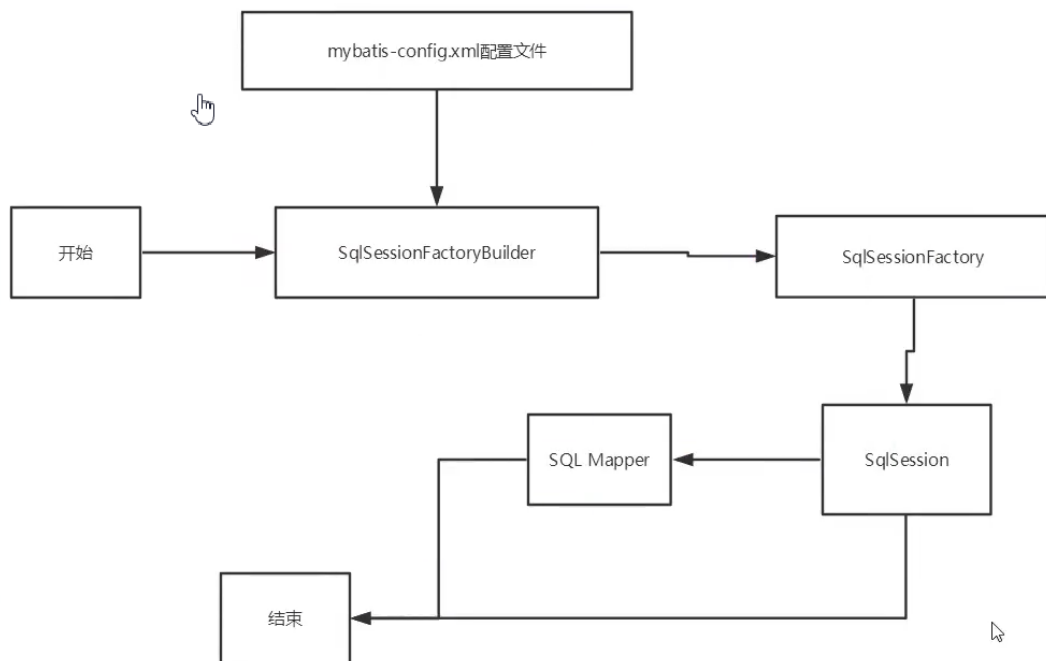 mybatis-config.xml配置文件
开始
SqlSessionFactoryBuilder
SqlSessionFactory
SQL Mapper
SqlSession
结束